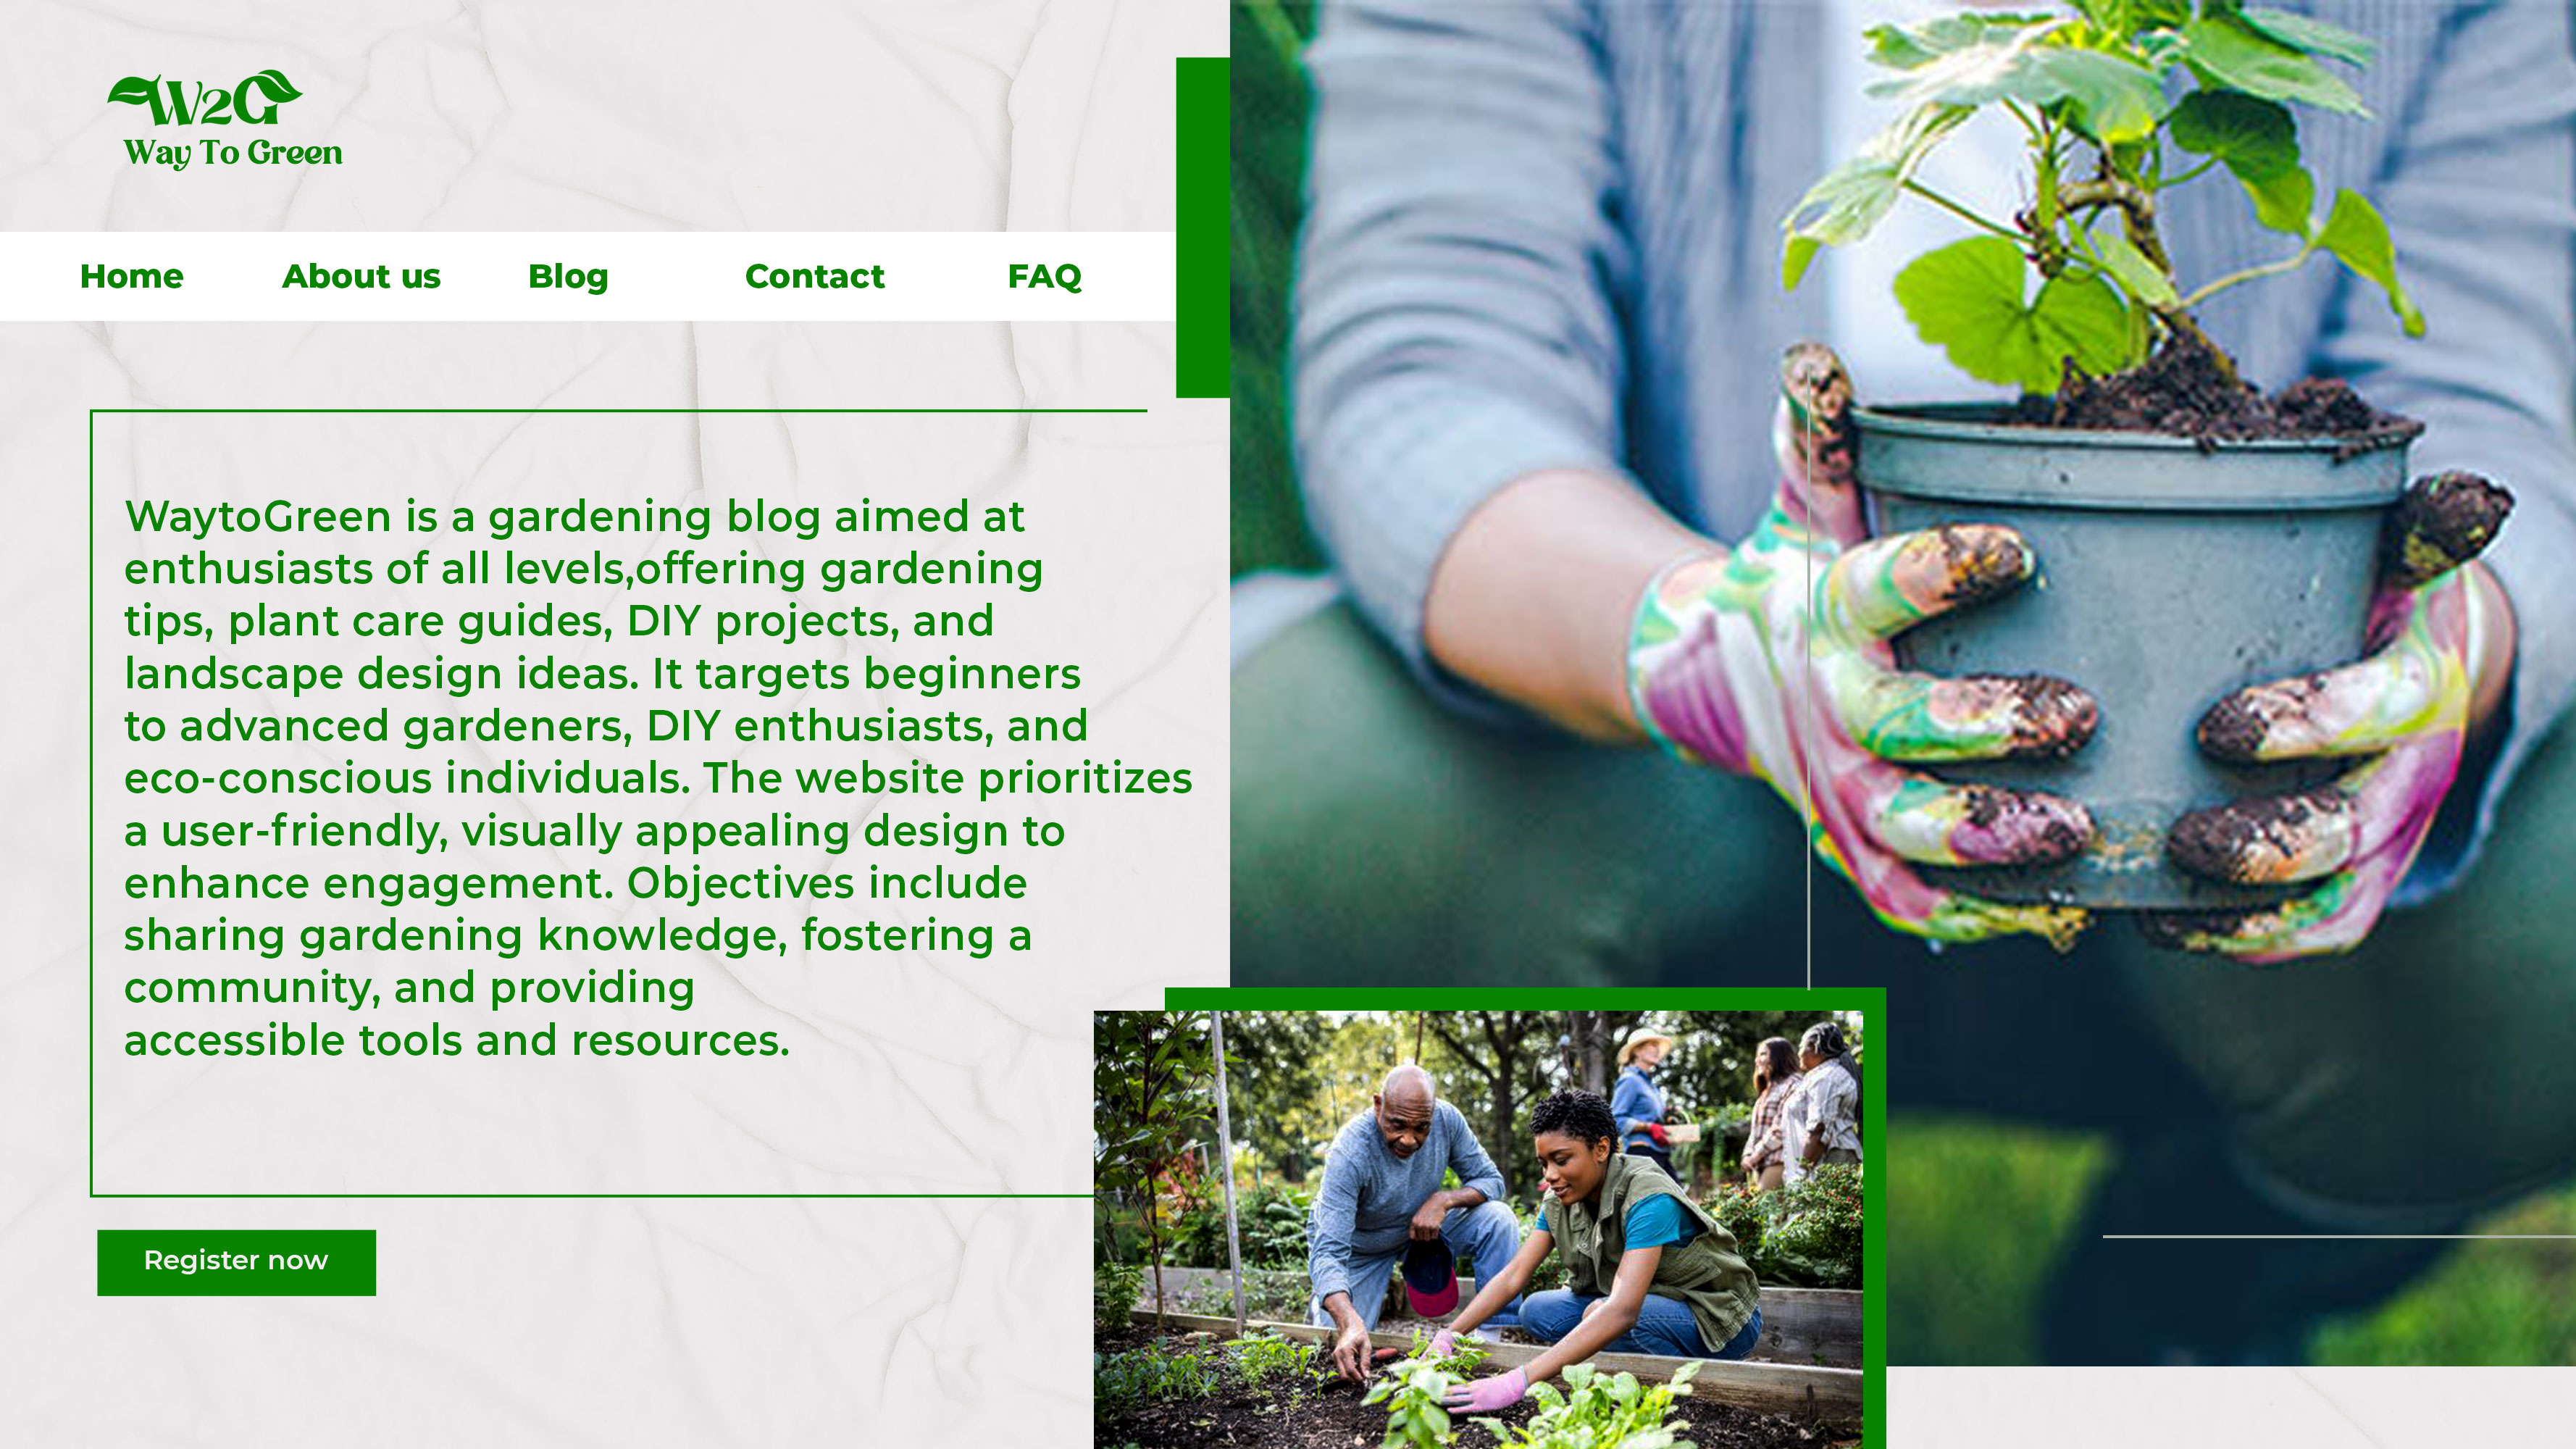 W2G
Way To Green
Home About us Blog Contact FAQ
WaytoGreen is a gardening blog aimed at
enthusiasts of all levels,offering gardening
tips, plant care guides, DIY projects, and
landscape design ideas. It targets beginners
to advanced gardeners, DIY enthusiasts, and
eco-conscious individuals. The website prioritizes
a user-friendly, visually appealing design to
enhance engagement. Objectives include
sharing gardening knowledge, fostering a
community, and providing
accessible tools and resources.
Register now